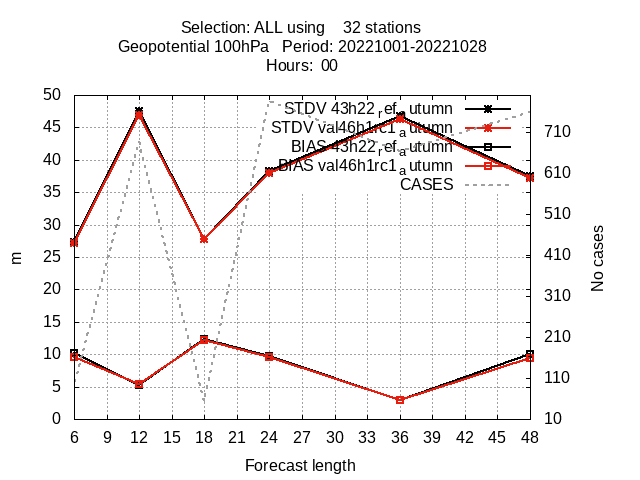 Selection: ALL using    32 stations
Geopotential 100hPa   Period: 20221001-20221028
Hours:  00
50
45
40
35
30
25
20
15
10
5
0
m
STDV 43h22_ref_autumn
STDV val46h1rc1_autumn
BIAS 43h22_ref_autumn
BIAS val46h1rc1_autumn
CASES
710
610
510
410
310
210
110
10
No cases
6 9 12 15 18 21 24 27 30 33 36 39 42 45 48
Forecast length